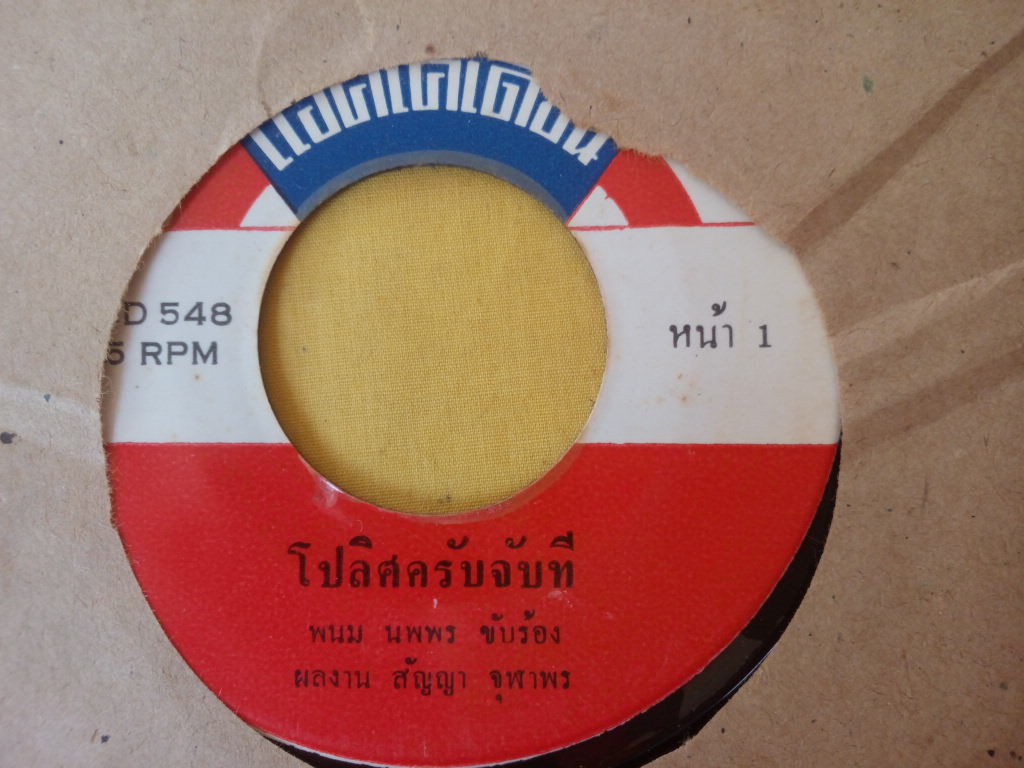 D 548
RPM
หน้า 1
โปลิศครับจับที
พนม นพพร ขับร้อง
ผลงาน สัญญา จุฬาพร